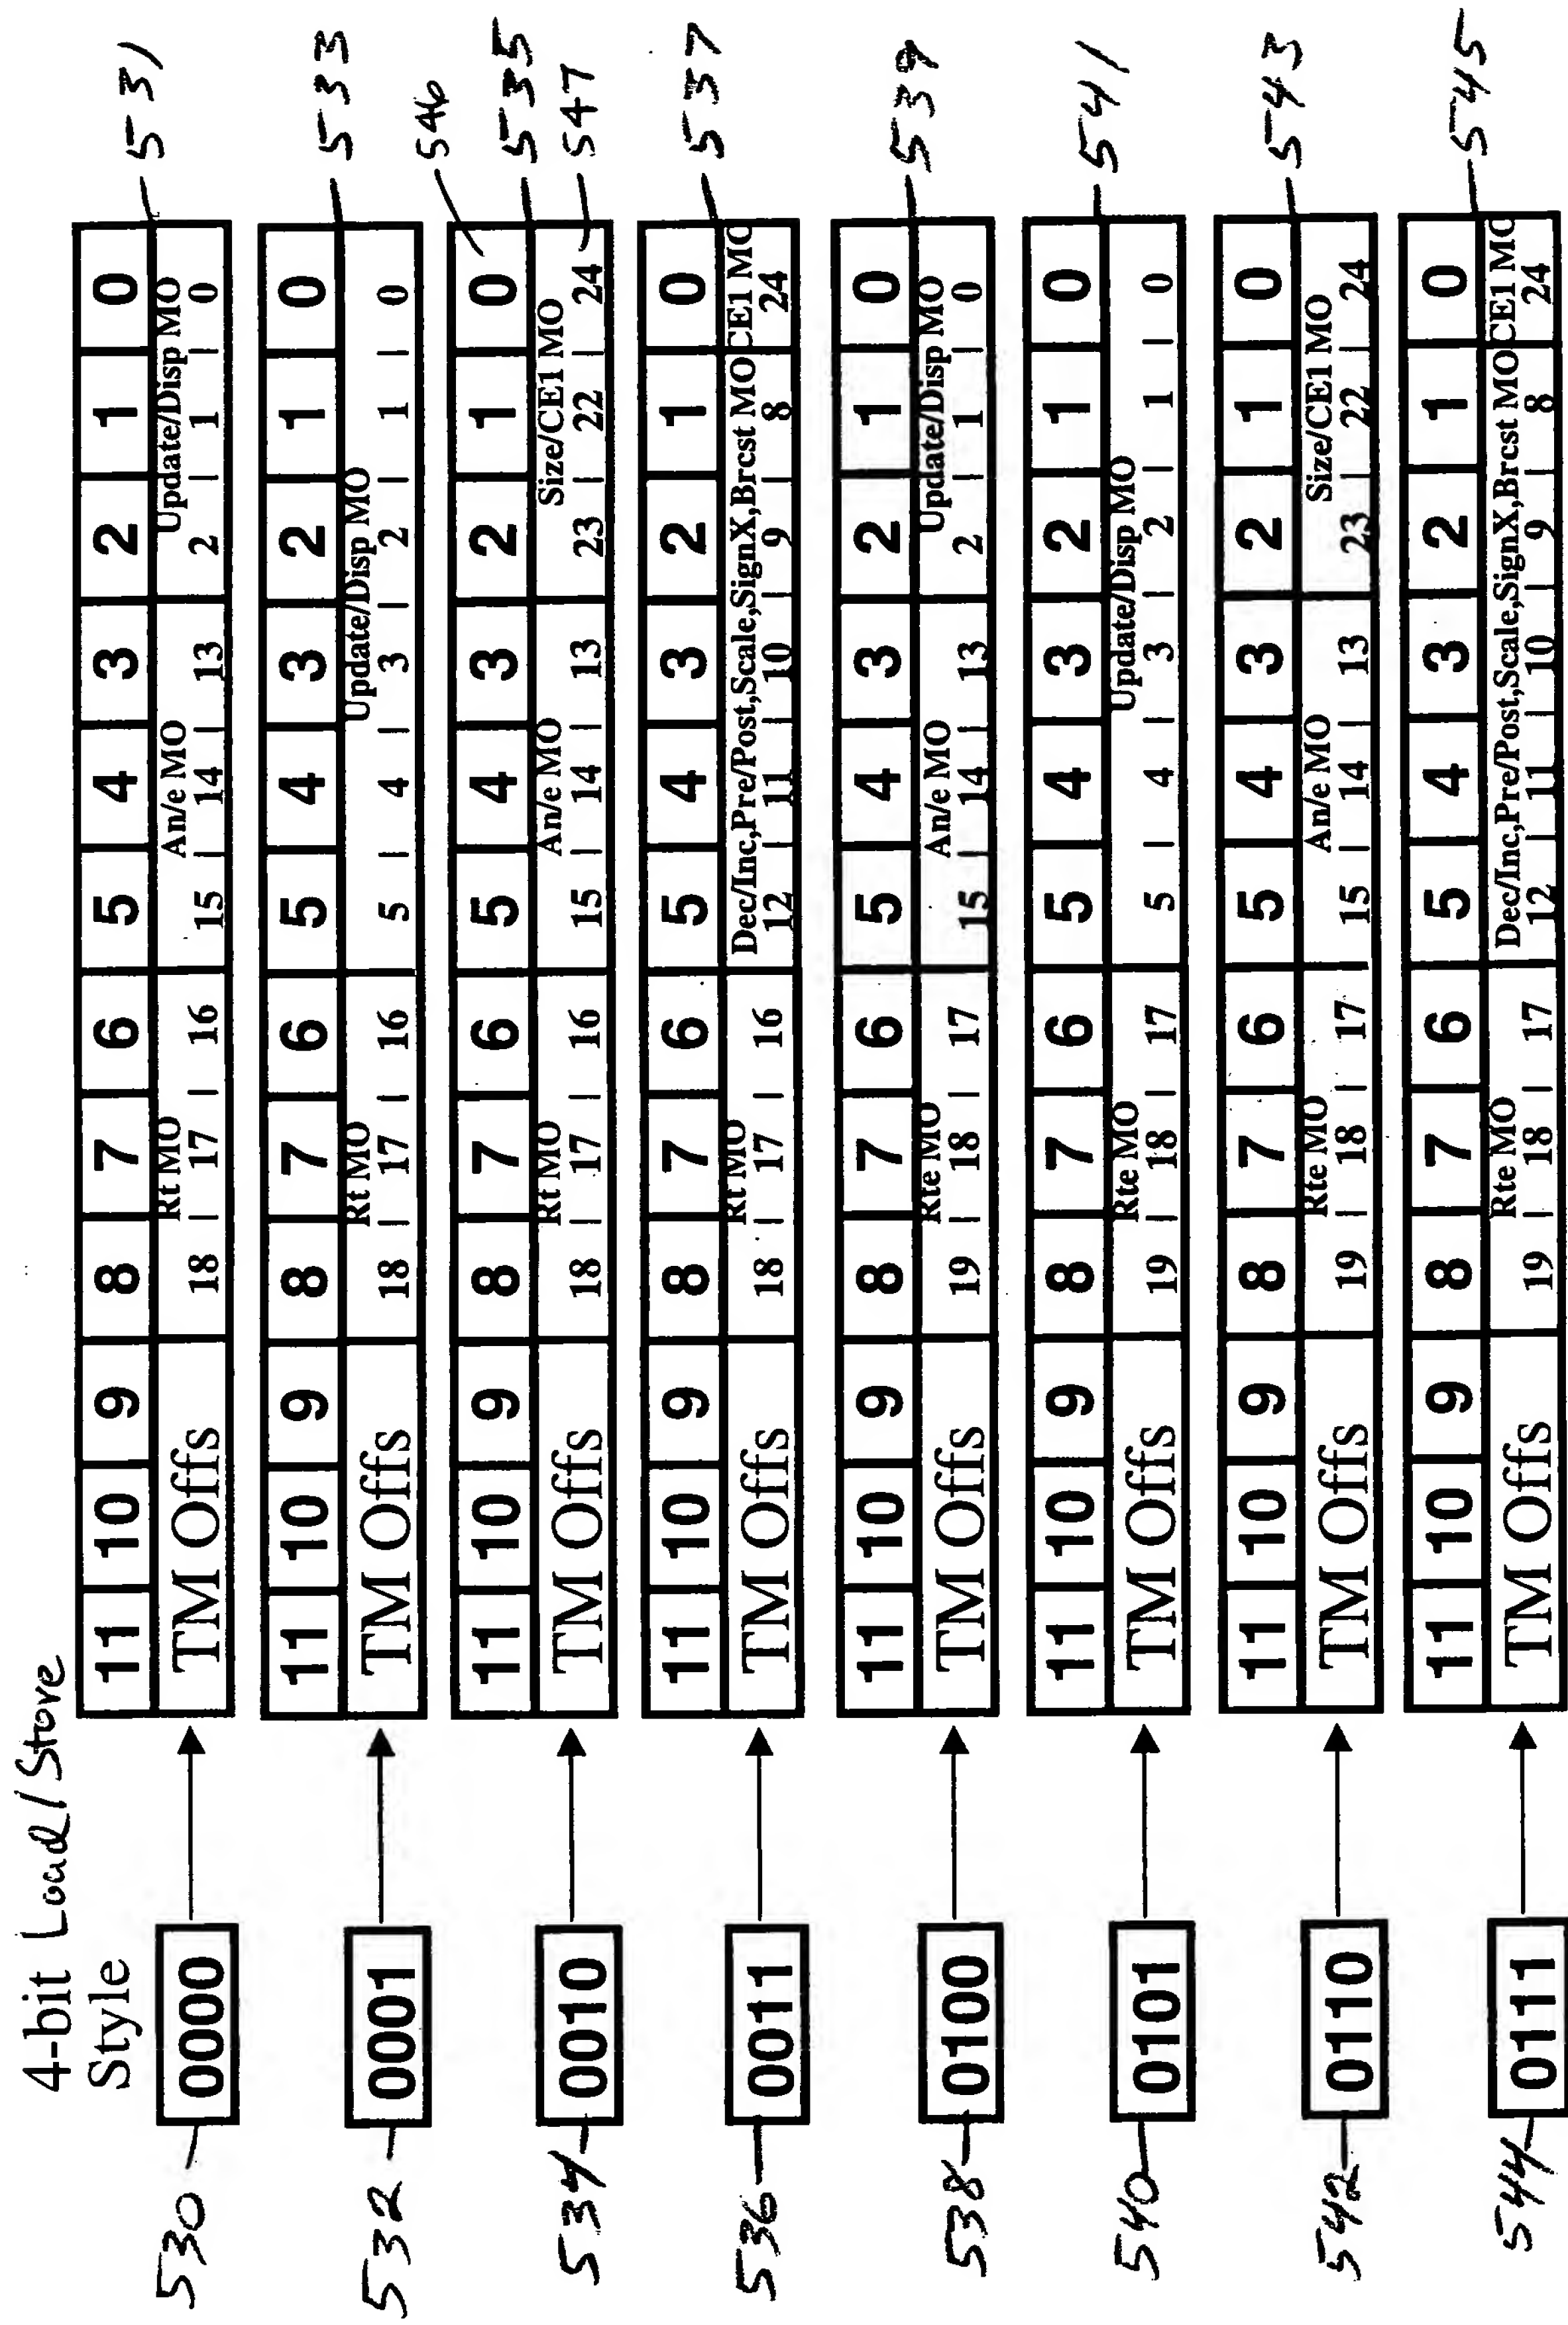 4-bit Load/Store
Style
530 0000
11 10 9 8 7 6 5 4 3 2 1 0 531
TM Offs Rt MO An/e MO Update/Disp MO
18 | 17 | 16 15 | 14 | 13 2 | 1 | 0
532 0001
11 10 9 8 7 6 5 4 3 2 1 0 533
TM Offs Rt MO Update/Disp MO
18 | 17 | 16 5 | 4 | 3 | 2 | 1 | 0
546
534 0010
11 10 9 8 7 6 5 4 3 2 1 0 535
TM Offs Rt MO An/e MO Size/CE1 MO
18 | 17 | 16 15 | 14 | 13 23 | 22 | 24 547
536 0011
11 10 9 8 7 6 5 4 3 2 1 0 537
TM Offs Rt MO Dec/Inc,Pre/Post,Scale,SignX,Brcst MO CE1 MO
18 | 17 | 16 12 | 11 | 10 | 9 | 8 24
538 0100
11 10 9 8 7 6 5 4 3 2 1 0 539
TM Offs Rte MO An/e MO Update/Disp MO
19 | 18 | 17 15 | 14 | 13 2 | 1 | 0
540 0101
11 10 9 8 7 6 5 4 3 2 1 0 541
TM Offs Rte MO Update/Disp MO
19 | 18 | 17 5 | 4 | 3 | 2 | 1 | 0
542 0110
11 10 9 8 7 6 5 4 3 2 1 0 543
TM Offs Rte MO An/e MO Size/CE1 MO
19 | 18 | 17 15 | 14 | 13 23 | 22 | 24
544 0111
11 10 9 8 7 6 5 4 3 2 1 0 545
TM Offs Rte MO Dec/Inc,Pre/Post,Scale,SignX,Brcst MO CE1 MO
19 | 18 | 17 12 | 11 | 10 | 9 | 8 24